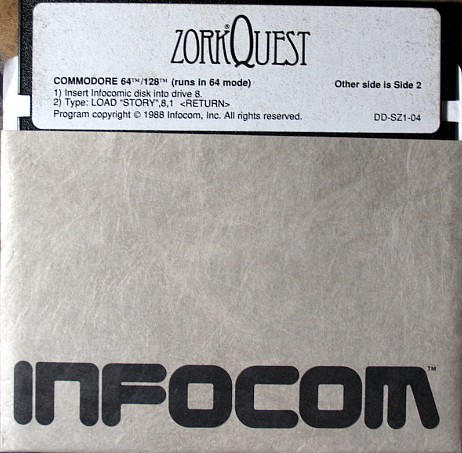 ZORKQUEST®
COMMODORE 64™/128™ (runs in 64 mode) Other side is Side 2
1) Insert Infocomic disk into drive 8.
2) Type: LOAD "STORY",8,1 <RETURN>
Program copyright © 1988 Infocom, Inc. All rights reserved. DD-SZ1-04
INFOCOM™